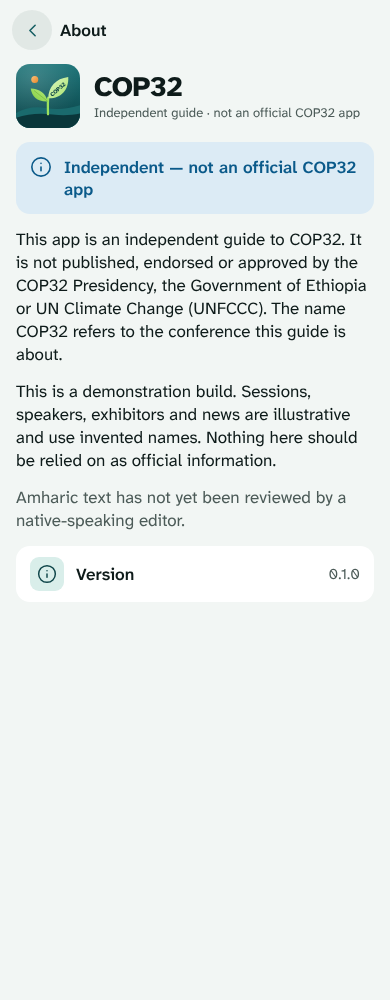 About
COP32
COP32
Independent guide · not an official COP32 app
Independent — not an official COP32
app
This app is an independent guide to COP32. It
is not published, endorsed or approved by the
COP32 Presidency, the Government of Ethiopia
or UN Climate Change (UNFCCC). The name
COP32 refers to the conference this guide is
about.
This is a demonstration build. Sessions,
speakers, exhibitors and news are illustrative
and use invented names. Nothing here should
be relied on as official information.
Amharic text has not yet been reviewed by a
native-speaking editor.
Version
0.1.0